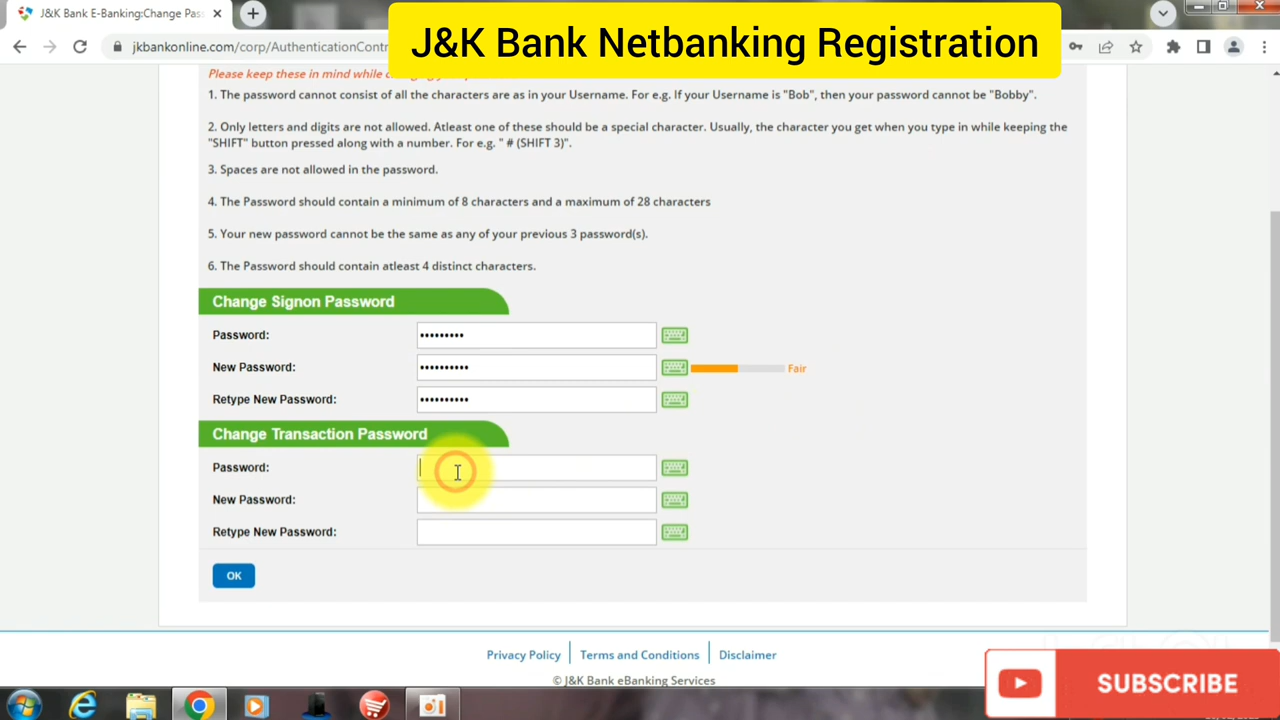 J&K Bank E-Banking:Change Pas
J&K Bank Netbanking Registration
jkbankonline.com/corp/AuthenticationContr
Please keep these in mind while
1. The password cannot consist of all the characters are as in your Username. For e.g. If your Username is "Bob", then your password cannot be "Bobby".
2. Only letters and digits are not allowed. Atleast one of these should be a special character. Usually, the character you get when you type in while keeping the
"SHIFT" button pressed along with a number. For e.g. " # (SHIFT 3)".
3. Spaces are not allowed in the password.
4. The Password should contain a minimum of 8 characters and a maximum of 28 characters
5. Your new password cannot be the same as any of your previous 3 password(s).
6. The Password should contain atleast 4 distinct characters.
Change Signon Password
Password:
New Password:
Fair
Retype New Password:
Change Transaction Password
Password:
New Password:
Retype New Password:
OK
Privacy Policy | Terms and Conditions | Disclaimer
© J&K Bank eBanking Services
SUBSCRIBE